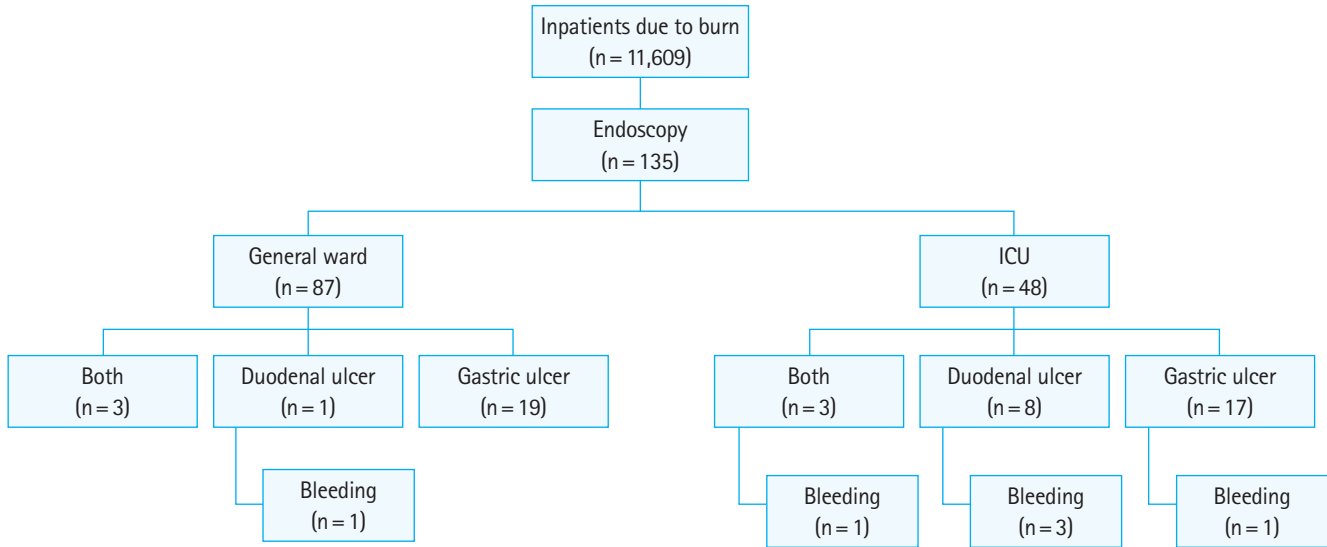 Inpatients due to burn
(n = 11,609)
Endoscopy
(n = 135)
General ward
(n = 87)
ICU
(n = 48)
Both
(n = 3)
Duodenal ulcer
(n = 1)
Gastric ulcer
(n = 19)
Both
(n = 3)
Duodenal ulcer
(n = 8)
Gastric ulcer
(n = 17)
Bleeding
(n = 1)
Bleeding
(n = 1)
Bleeding
(n = 3)
Bleeding
(n = 1)